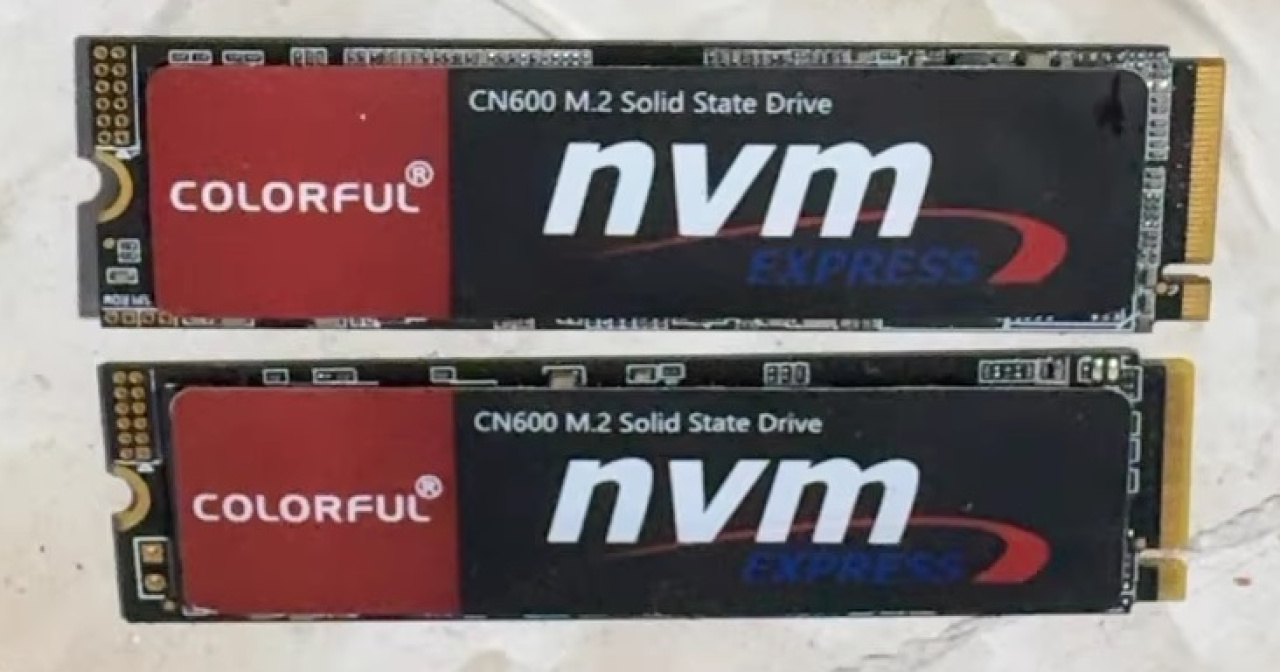 CN600 M.2 Solid State Drive
COLORFUL®
nvm
EXPRESS
CN600 M.2 Solid State Drive
COLORFUL®
nvm
EXPRESS